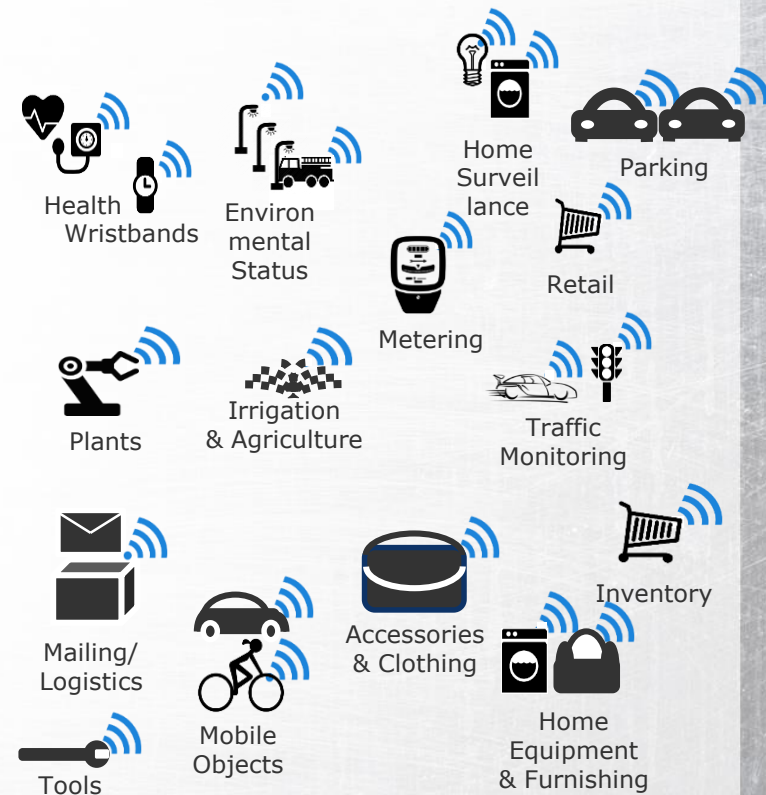 Health
Wristbands
Environ
mental
Status
Home
Surveil
lance
Parking
Metering
Retail
Plants
Irrigation
& Agriculture
Traffic
Monitoring
Mailing/
Logistics
Mobile
Objects
Accessories
& Clothing
Inventory
Home
Equipment
& Furnishing
Tools